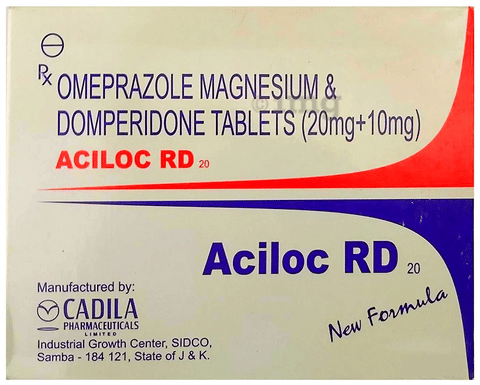 Rx OMEPRAZOLE MAGNESIUM &
DOMPERIDONE TABLETS (20mg+10mg)
ACILOC RD 20
Aciloc RD 20
New Formula
Manufactured by:
CADILA
PHARMACEUTICALS
LIMITED
Industrial Growth Center, SIDCO,
Samba - 184 121, State of J & K.